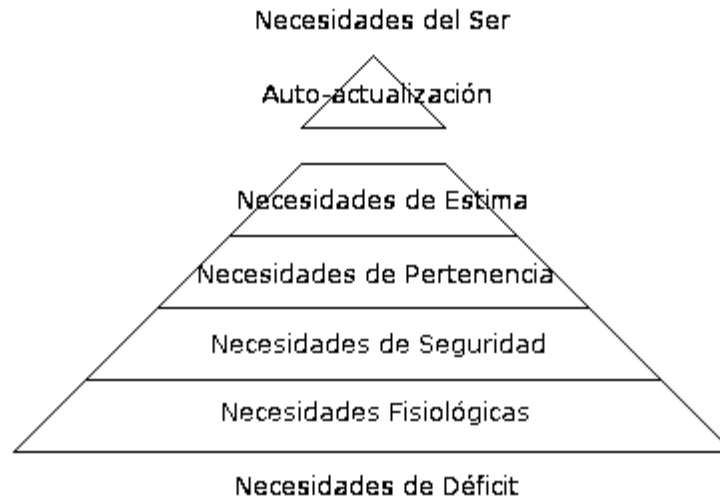 Necesidades del Ser
Auto-actualización
Necesidades de Estima
Necesidades de Pertenencia
Necesidades de Seguridad
Necesidades Fisiológicas
Necesidades de Déficit